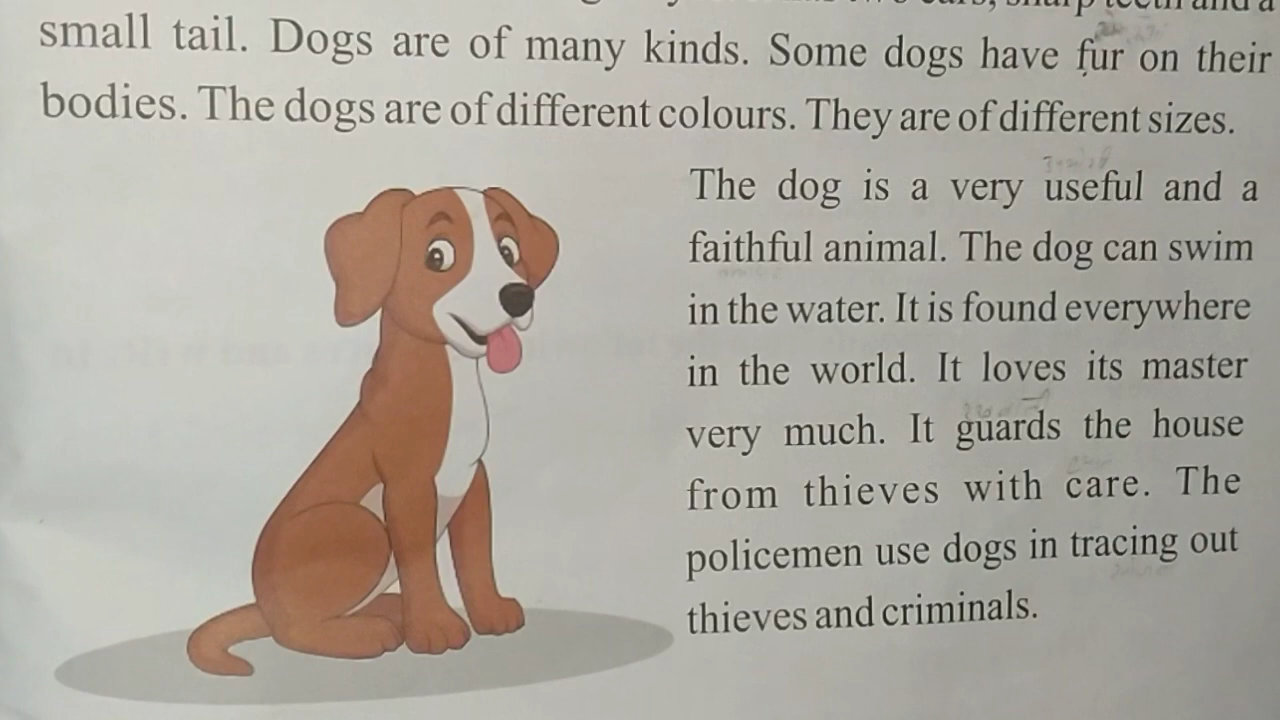 sharp teeth and a
small tail. Dogs are of many kinds. Some dogs have fur on their
bodies. The dogs are of different colours. They are of different sizes.
The dog is a very useful and a
faithful animal. The dog can swim
in the water. It is found everywhere
in the world. It loves its master
very much. It guards the house
from thieves with care. The
policemen use dogs in tracing out
thieves and criminals.